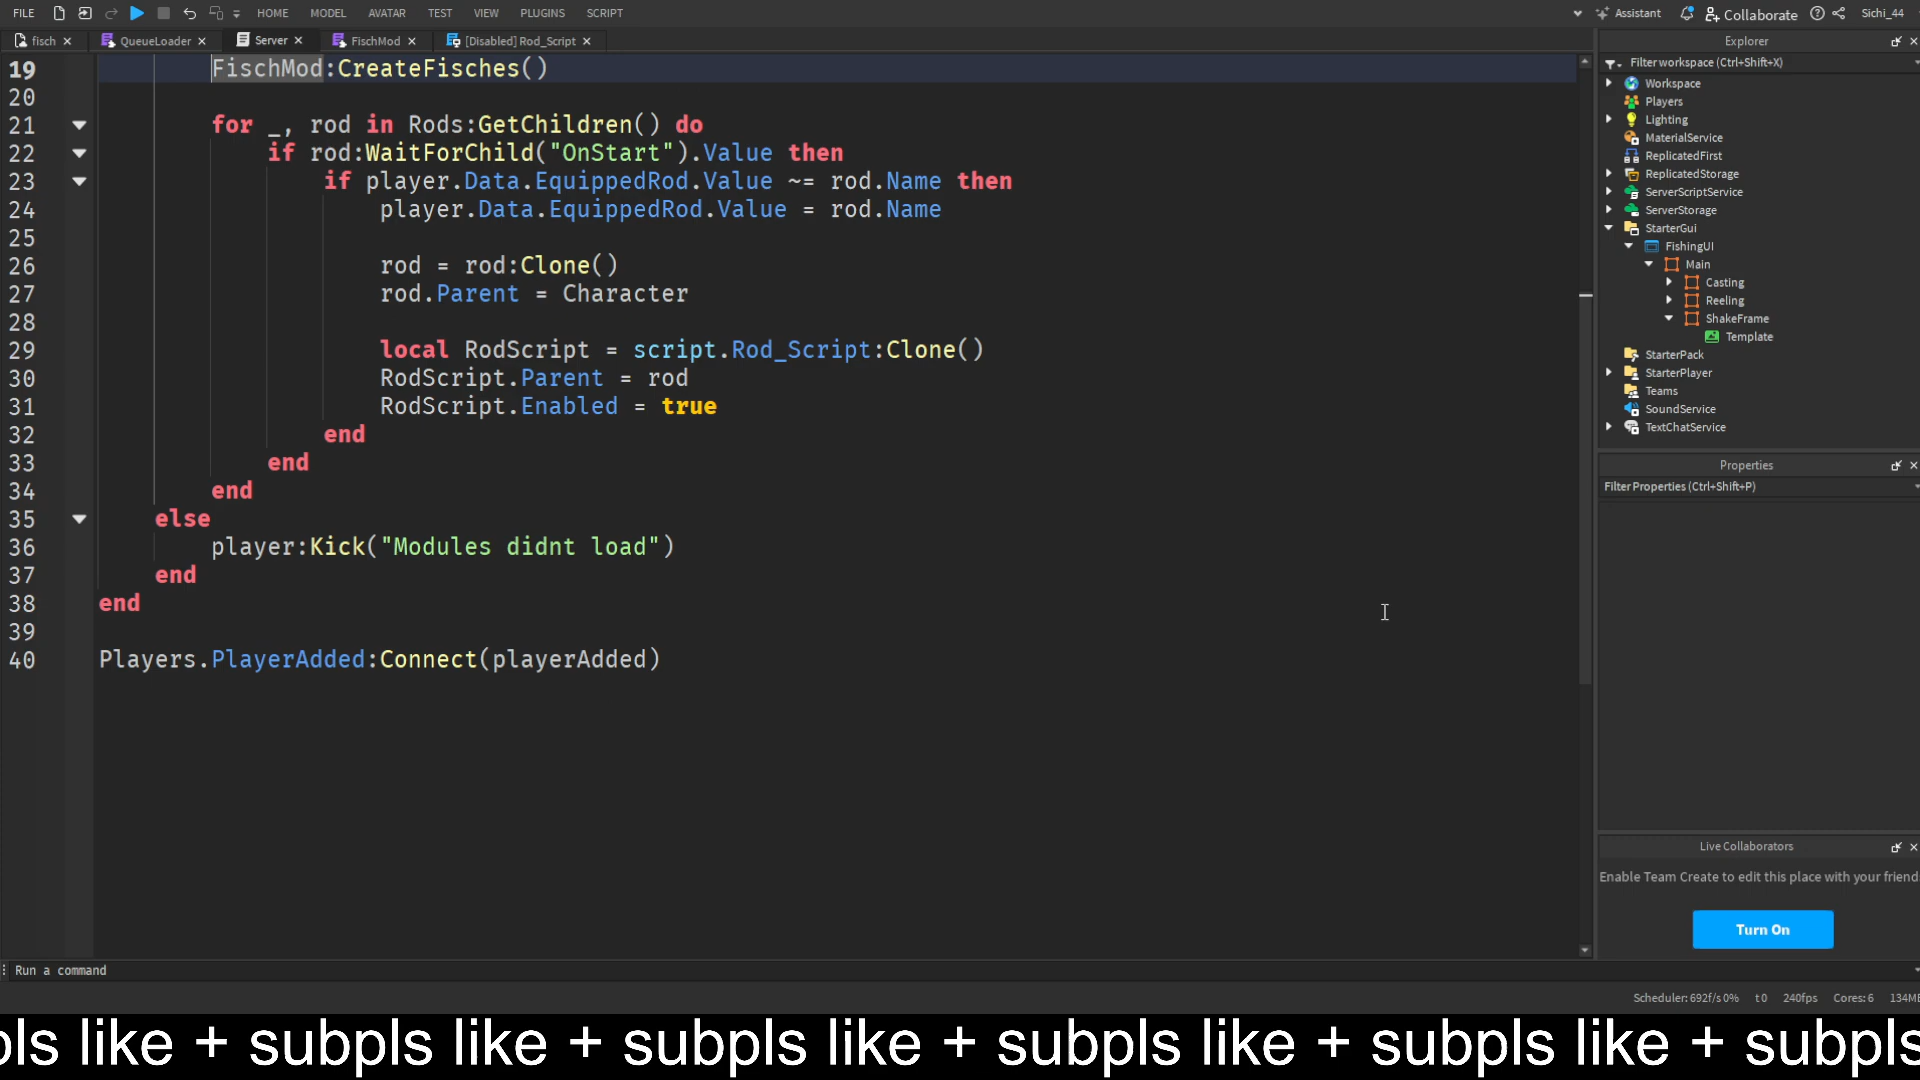 FILE HOME MODEL AVATAR TEST VIEW PLUGINS SCRIPT Assistant Collaborate Sichi_44
fisch QueueLoader Server FischMod [Disabled] Rod_Script
19 FischMod:CreateFisches()
20
21 for _, rod in Rods:GetChildren() do
22 if rod:WaitForChild("OnStart").Value then
23 if player.Data.EquippedRod.Value ~= rod.Name then
24 player.Data.EquippedRod.Value = rod.Name
25
26 rod = rod:Clone()
27 rod.Parent = Character
28
29 local RodScript = script.Rod_Script:Clone()
30 RodScript.Parent = rod
31 RodScript.Enabled = true
32 end
33 end
34 end
35 else
36 player:Kick("Modules didnt load")
37 end
38 end
39
40 Players.PlayerAdded:Connect(playerAdded)
Explorer
Filter workspace (Ctrl+Shift+X)
Workspace
Players
Lighting
MaterialService
ReplicatedFirst
ReplicatedStorage
ServerScriptService
ServerStorage
StarterGui
FishingUI
Main
Casting
Reeling
ShakeFrame
Template
StarterPack
StarterPlayer
Teams
SoundService
TextChatService
Properties
Filter Properties (Ctrl+Shift+P)
Live Collaborators
Enable Team Create to edit this place with your friend
Turn On
Run a command
Scheduler: 692f/s 0% t0 240fps Cores: 6 134ME
pls like + subpls like + subpls like + subpls like + subpls like + subpls